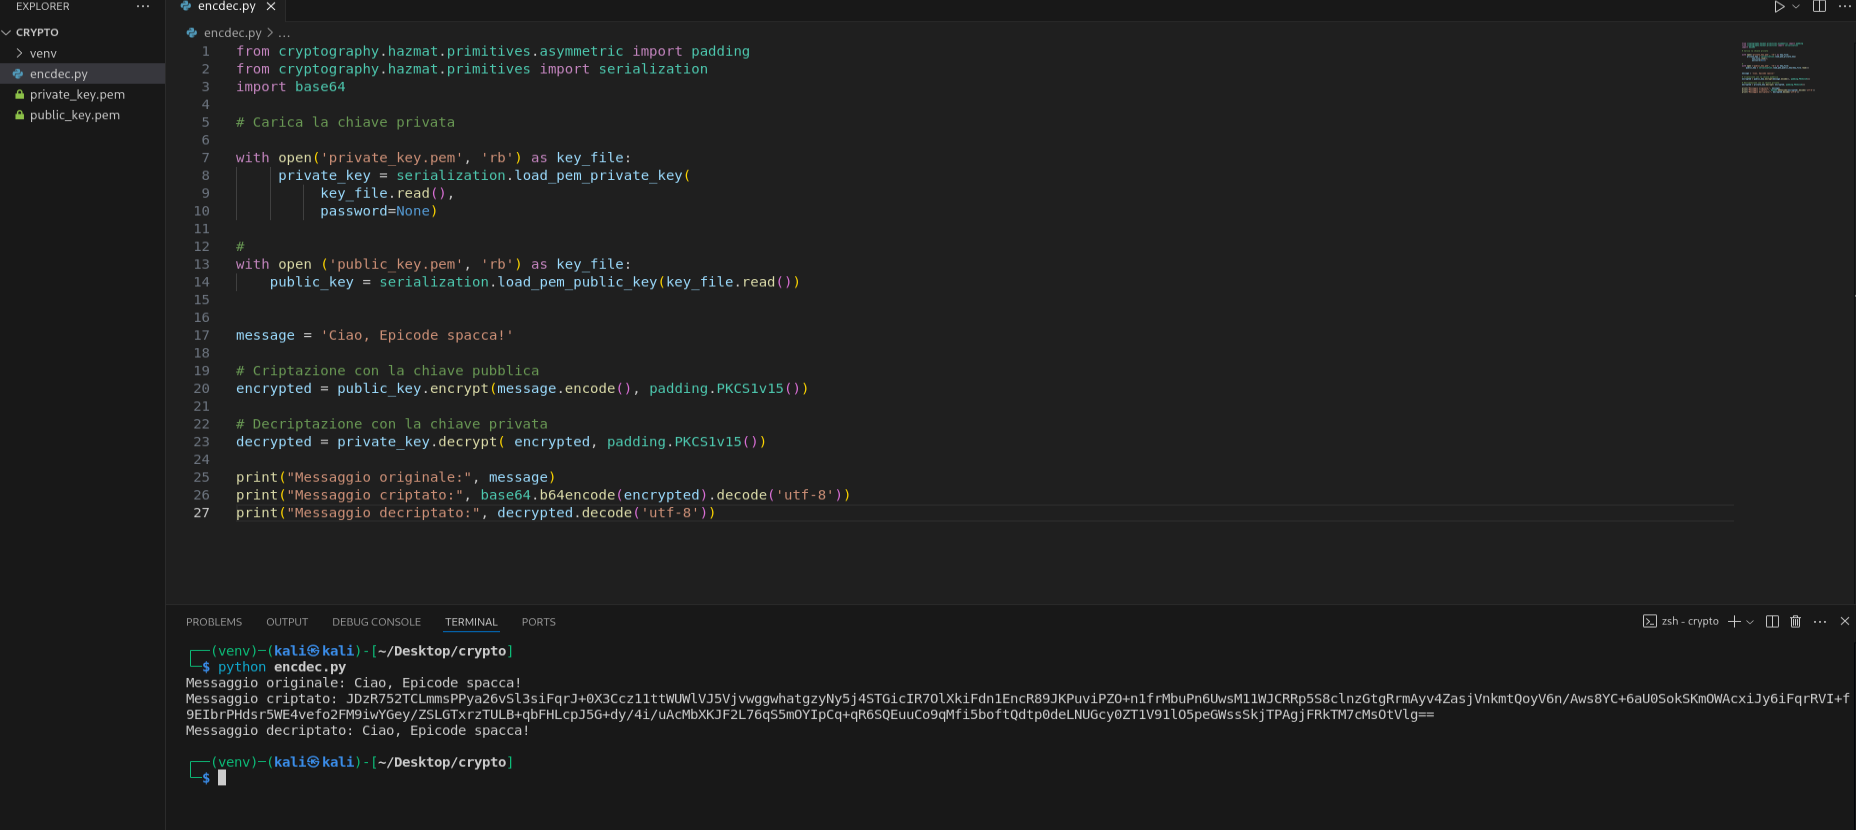 EXPLORER ...
encdec.py ×
CRYPTO
venv
encdec.py
private_key.pem
public_key.pem
encdec.py > ...
1 from cryptography.hazmat.primitives.asymmetric import padding
2 from cryptography.hazmat.primitives import serialization
3 import base64
4
5 # Carica la chiave privata
6
7 with open('private_key.pem', 'rb') as key_file:
8 private_key = serialization.load_pem_private_key(
9 key_file.read(),
10 password=None)
11
12 #
13 with open ('public_key.pem', 'rb') as key_file:
14 public_key = serialization.load_pem_public_key(key_file.read())
15
16
17 message = 'Ciao, Epicode spacca!'
18
19 # Criptazione con la chiave pubblica
20 encrypted = public_key.encrypt(message.encode(), padding.PKCS1v15())
21
22 # Decriptazione con la chiave privata
23 decrypted = private_key.decrypt( encrypted, padding.PKCS1v15())
24
25 print("Messaggio originale:", message)
26 print("Messaggio criptato:", base64.b64encode(encrypted).decode('utf-8'))
27 print("Messaggio decriptato:", decrypted.decode('utf-8'))
PROBLEMS OUTPUT DEBUG CONSOLE TERMINAL PORTS zsh - crypto
(venv)-(kali㉿kali)-[~/Desktop/crypto]
$ python encdec.py
Messaggio originale: Ciao, Epicode spacca!
Messaggio criptato: JDzR752TCLmmsPPya26vSl3siFqrJ+0X3Ccz11ttWUWlVJ5VjvwggwhatgzyNy5j4STGicIR7OlXkiFdn1EncR89JKPuviPZO+n1frMbuPn6UwsM11WJCRRp5S8clnzGtgRrmAyv4ZasjVnkmtQoyV6n/Aws8YC+6aU0SokSKmOWAcxiJy6iFqrRVI+f
9EIbrPHdsr5WE4vefo2FM9iwYGey/ZSLGTxrzTULB+qbFHLcpJ5G+dy/4i/uAcMbXKJF2L76qS5mOYIpCq+qR6SQEuuCo9qMfi5boftQdtp0deLNUGcy0ZT1V91lO5peGWssSkjTPAgjFRkTM7cMsOtVlg==
Messaggio decriptato: Ciao, Epicode spacca!
(venv)-(kali㉿kali)-[~/Desktop/crypto]
$